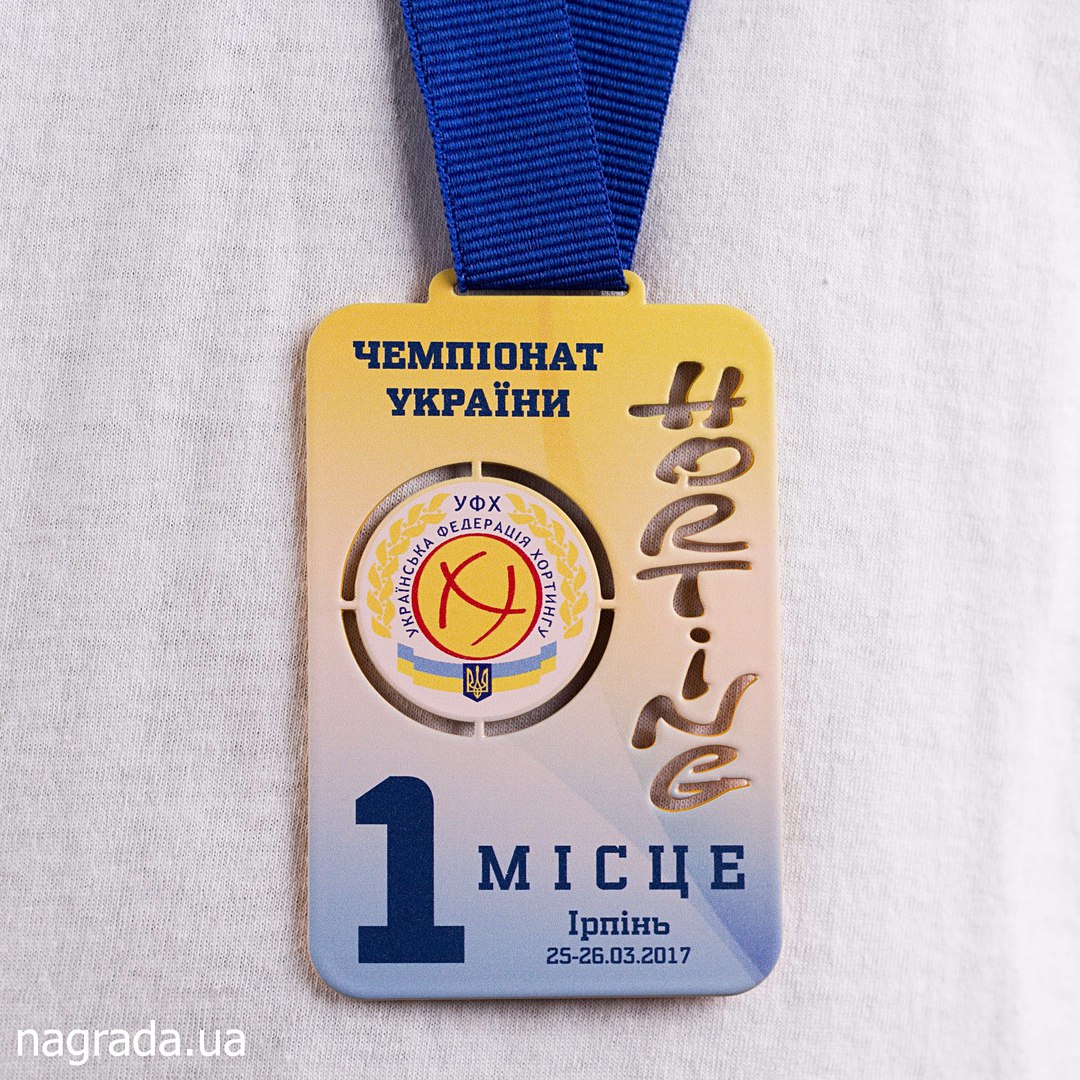 ЧЕМПІОНАТ
УКРАЇНИ
HORTING
УФХ
УКРАЇНСЬКА ФЕДЕРАЦІЯ ХОРТИНГУ
1 МІСЦЕ
Ірпінь
25-26.03.2017
nagrada.ua